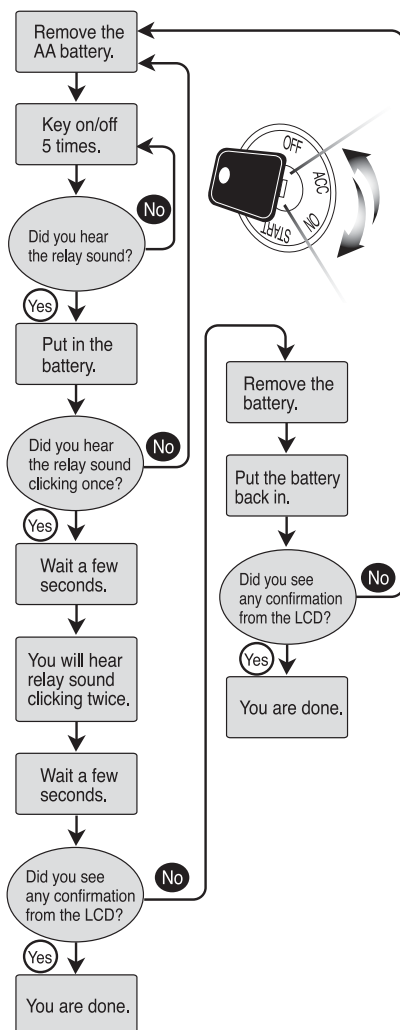 Remove the
AA battery.
Key on/off
5 times.
No
Did you hear
the relay sound?
Yes
Put in the
battery.
Did you hear
the relay sound
clicking once?
No
Yes
Wait a few
seconds.
You will hear
relay sound
clicking twice.
Wait a few
seconds.
Did you see
any confirmation
from the LCD?
No
Yes
You are done.
OFF
ACC
ON
START
Remove the
battery.
Put the battery
back in.
Did you see
any confirmation
from the LCD?
No
Yes
You are done.